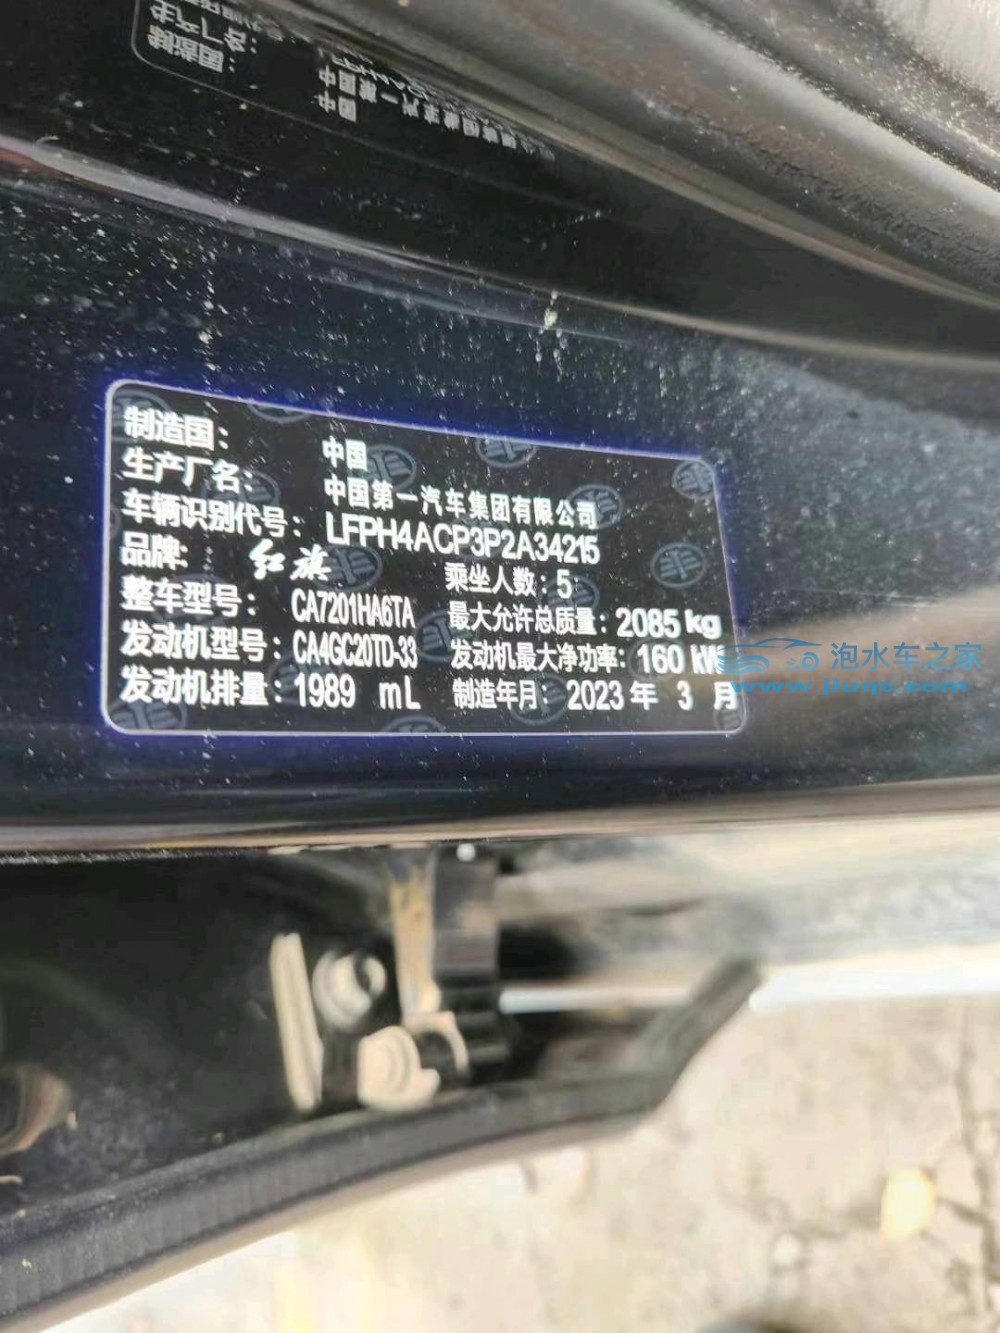 制造国： 中国
生产厂名： 中国第一汽车集团有限公司
车辆识别代号： LFPH4ACP3P2A34215
品牌: 红旗 乘坐人数：5
整车型号： CA7201HA6TA 最大允许总质量：2085 kg
发动机型号：CA4GC20TD-33 发动机最大净功率：160 kW
发动机排量：1989 mL 制造年月： 2023 年 3 月
泡水车之家
www.jiuqc.com